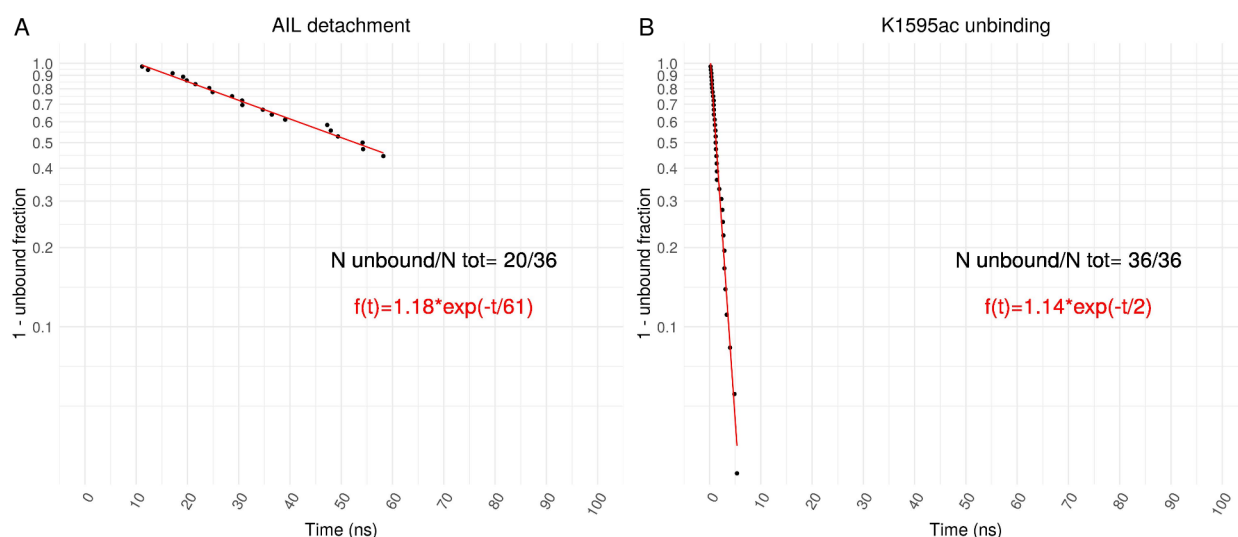 A
AIL detachment
1 - unbound fraction
1.0
0.9
0.8
0.7
0.6
0.5
0.4
0.3
0.2
0.1
N unbound/N tot= 20/36
f(t)=1.18*exp(-t/61)
0 10 20 30 40 50 60 70 80 90 100
Time (ns)
B
K1595ac unbinding
1 - unbound fraction
1.0
0.9
0.8
0.7
0.6
0.5
0.4
0.3
0.2
0.1
N unbound/N tot= 36/36
f(t)=1.14*exp(-t/2)
0 10 20 30 40 50 60 70 80 90 100
Time (ns)